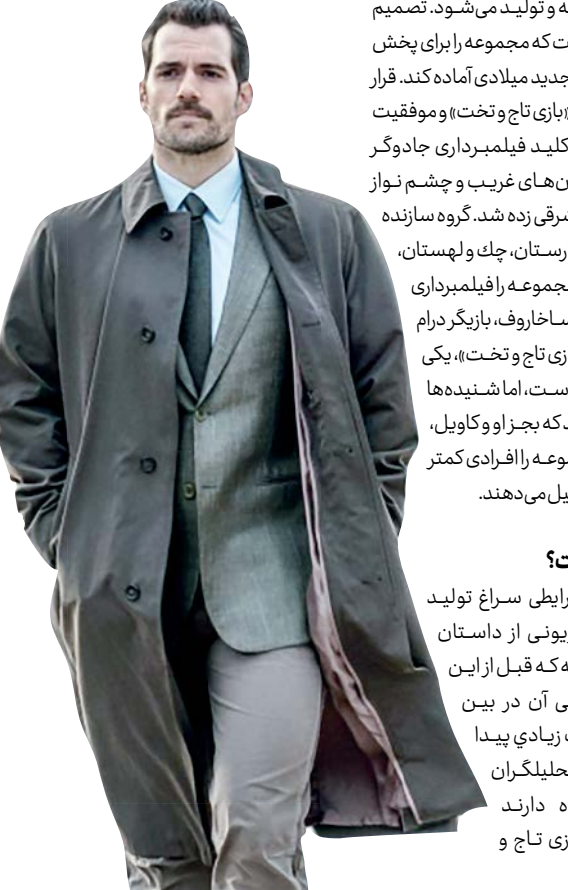 ه و تولید می‌شود. تصمیم
ت که مجموعه را برای پخش
جدید میلادی آماده کند. قرار
«بازی تاج و تخت» و موفقیت
کلید فیلمبرداری جادوگر
ن‌های غریب و چشم نواز
شرقی زده شد. گروه سازنده
رستان، چك و لهستان،
جموعه را فیلمبرداری
ساخاروف، بازیگر درام
زی تاج و تخت»، یکی
ست، اما شنیده‌ها
د که بجز او و کاویل،
وعه را افرادی کمتر
یل می‌دهند.
ت؟
رایطی سراغ تولید
یونی از داستان
ه که قبل از این
ی آن در بین
ت زیادي پیدا
حلیلگران
ه دارند
زی تاج و